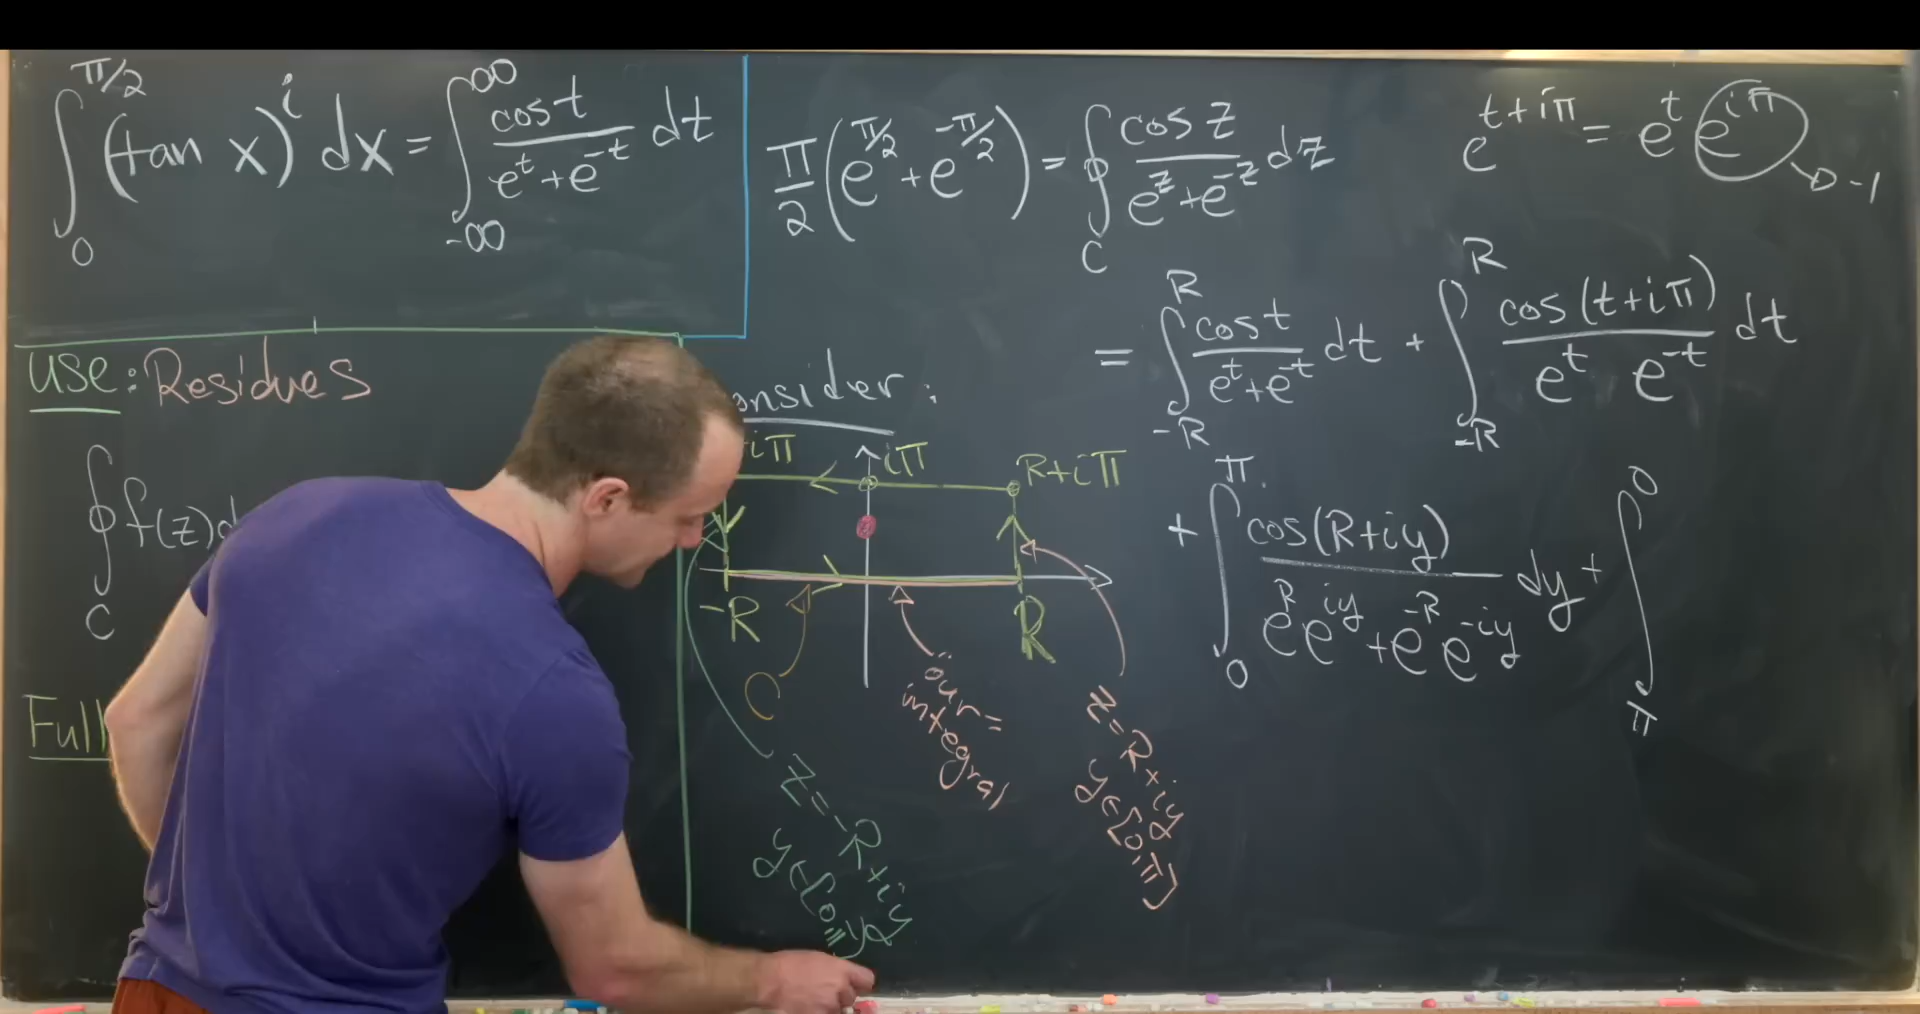 ∫_0^{π/2} (tan x)^i dx = ∫_{-∞}^{∞} cos t / (e^t + e^{-t}) dt
π/2 (e^{π/2} + e^{-π/2}) = ∮_C cos z / (e^z + e^{-z}) dz
e^{t+iπ} = e^t e^{iπ} → -1
= ∫_{-R}^{R} cos t / (e^t + e^{-t}) dt + ∫_{-R}^{R} cos(t+iπ) / (e^t e^{-t}) dt
+ ∫_0^π cos(R+iy) / (e^R e^{iy} + e^{-R} e^{-iy}) dy + ∫_π^0
use: Residues
∮_C f(z)d
Full
onsider:
iπ
iπ
R+iπ
-R
R
C
our
integral
z=R+iy
y∈[0,π]
z=-R+iy
y∈[0,π]